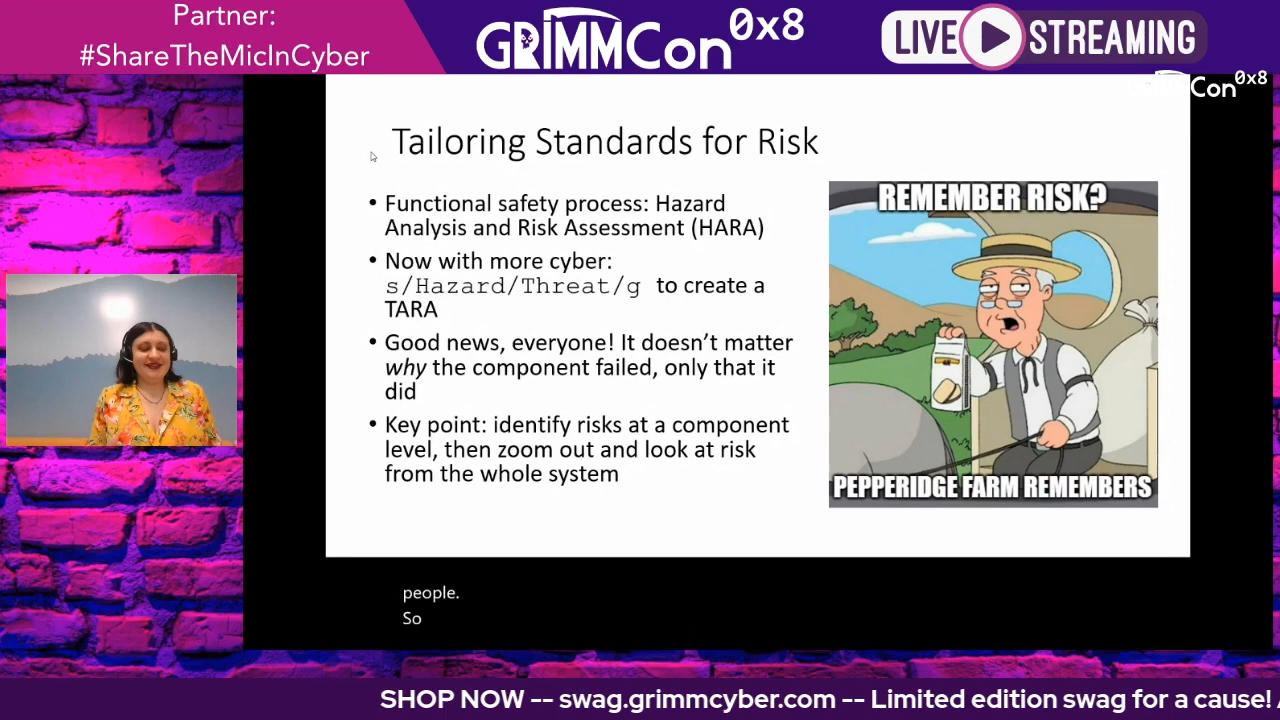 Partner:
#ShareTheMicInCyber
GRIMMCon 0x8
LIVE STREAMING
Con 0x8
Tailoring Standards for Risk
• Functional safety process: Hazard
Analysis and Risk Assessment (HARA)
• Now with more cyber:
s/Hazard/Threat/g to create a
TARA
• Good news, everyone! It doesn’t matter
why the component failed, only that it
did
• Key point: identify risks at a component
level, then zoom out and look at risk
from the whole system
REMEMBER RISK?
PEPPERIDGE FARM REMEMBERS
people.
So
SHOP NOW -- swag.grimmcyber.com -- Limited edition swag for a cause!